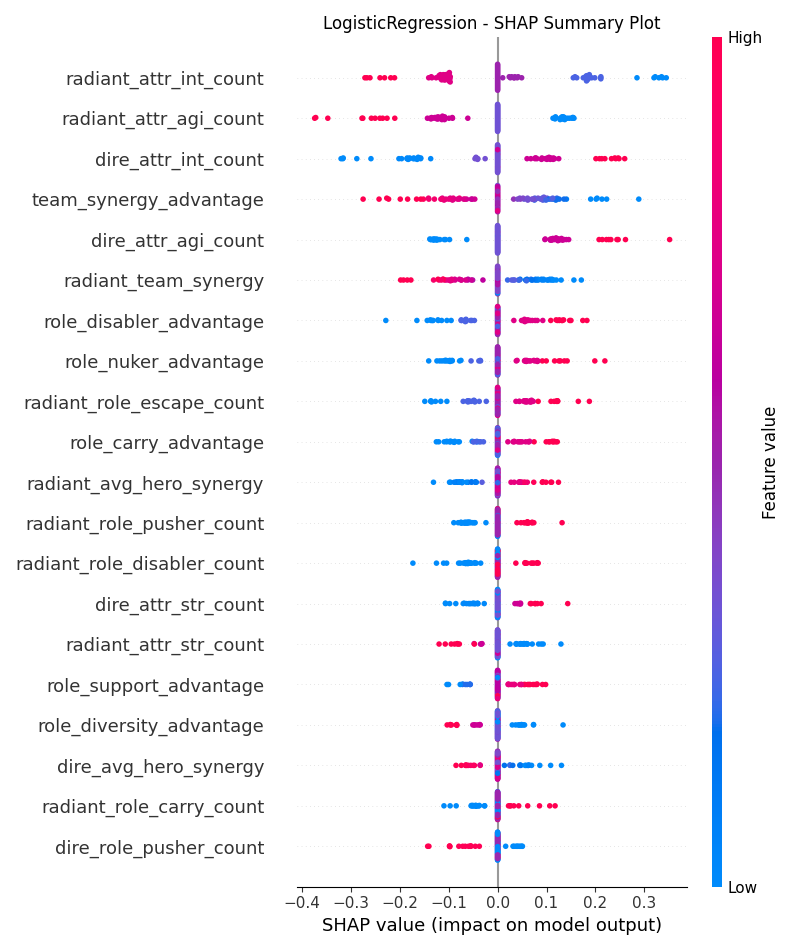 LogisticRegression - SHAP Summary Plot
High
radiant_attr_int_count
radiant_attr_agi_count
dire_attr_int_count
team_synergy_advantage
dire_attr_agi_count
radiant_team_synergy
role_disabler_advantage
role_nuker_advantage
radiant_role_escape_count
role_carry_advantage
radiant_avg_hero_synergy
radiant_role_pusher_count
radiant_role_disabler_count
dire_attr_str_count
radiant_attr_str_count
role_support_advantage
role_diversity_advantage
dire_avg_hero_synergy
radiant_role_carry_count
dire_role_pusher_count
Feature value
Low
−0.4 −0.3 −0.2 −0.1 0.0 0.1 0.2 0.3
SHAP value (impact on model output)